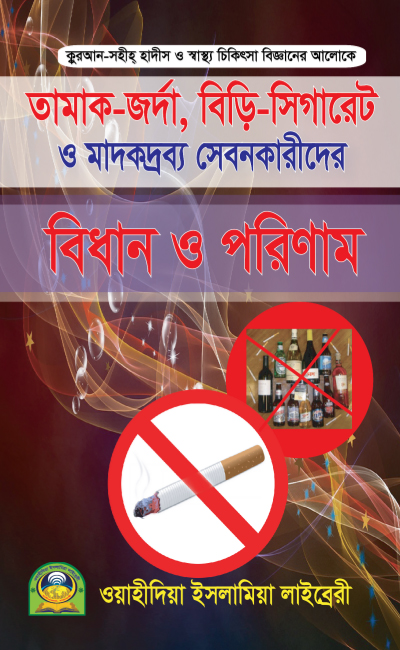 কুরআন-সহীহ্ হাদীস ও স্বাস্থ্য চিকিৎসা বিজ্ঞানের আলোকে
তামাক-জর্দা, বিড়ি-সিগারেট
ও মাদকদ্রব্য সেবনকারীদের
বিধান ও পরিণাম
ওয়াহীদিয়া ইসলামিয়া লাইব্রেরী